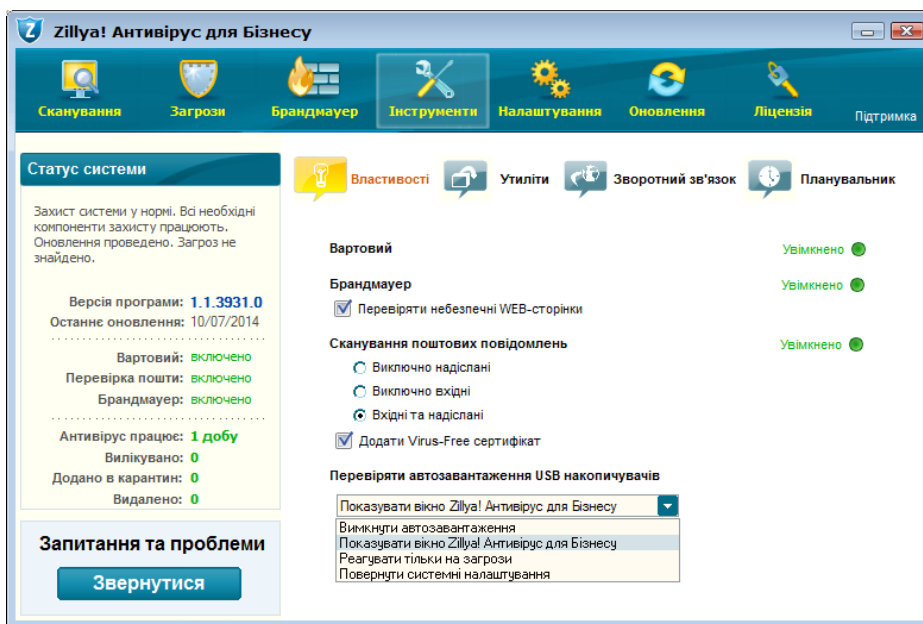 Zillya! Антивірус для Бізнесу
Сканування
Загрози
Брандмауер
Інструменти
Налаштування
Оновлення
Ліцензія
Підтримка
Статус системи
Захист системи у нормі. Всі необхідні
компоненти захисту працюють.
Оновлення проведено. Загроз не
знайдено.
Версія програми: 1.1.3931.0
Останнє оновлення: 10/07/2014
Вартовий: включено
Перевірка пошти: включено
Брандмауер: включено
Антивірус працює: 1 добу
Вилікувано: 0
Додано в карантин: 0
Видалено: 0
Запитання та проблеми
Звернутися
Властивості
Утиліти
Зворотний зв'язок
Планувальник
Вартовий
Увімкнено
Брандмауер
Увімкнено
Перевіряти небезпечні WEB-сторінки
Сканування поштових повідомлень
Увімкнено
Виключно надіслані
Виключно вхідні
Вхідні та надіслані
Додати Virus-Free сертифікат
Перевіряти автозавантаження USB накопичувачів
Показувати вікно Zillya! Антивірус для Бізнесу
Вимкнути автозавантаження
Показувати вікно Zillya! Антивірус для Бізнесу
Реагувати тільки на загрози
Повернути системні налаштування